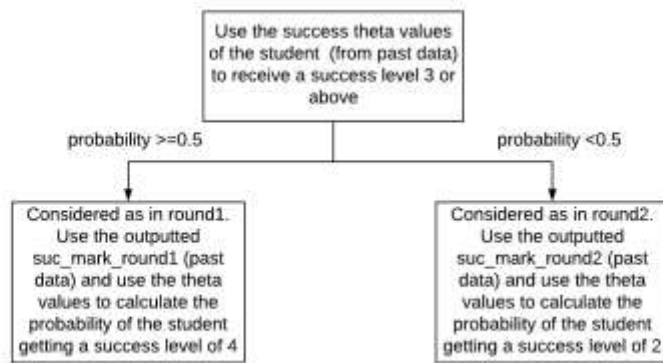 Use the success theta values
of the student (from past data)
to receive a success level 3 or
above
probability >=0.5
probability <0.5
Considered as in round1.
Use the outputted
suc_mark_round1 (past
data) and use the theta
values to calculate the
probability of the student
getting a success level of 4
Considered as in round2.
Use the outputted
suc_mark_round2 (past
data) and use the theta
values to calculate the
probability of the student
getting a success level of 2